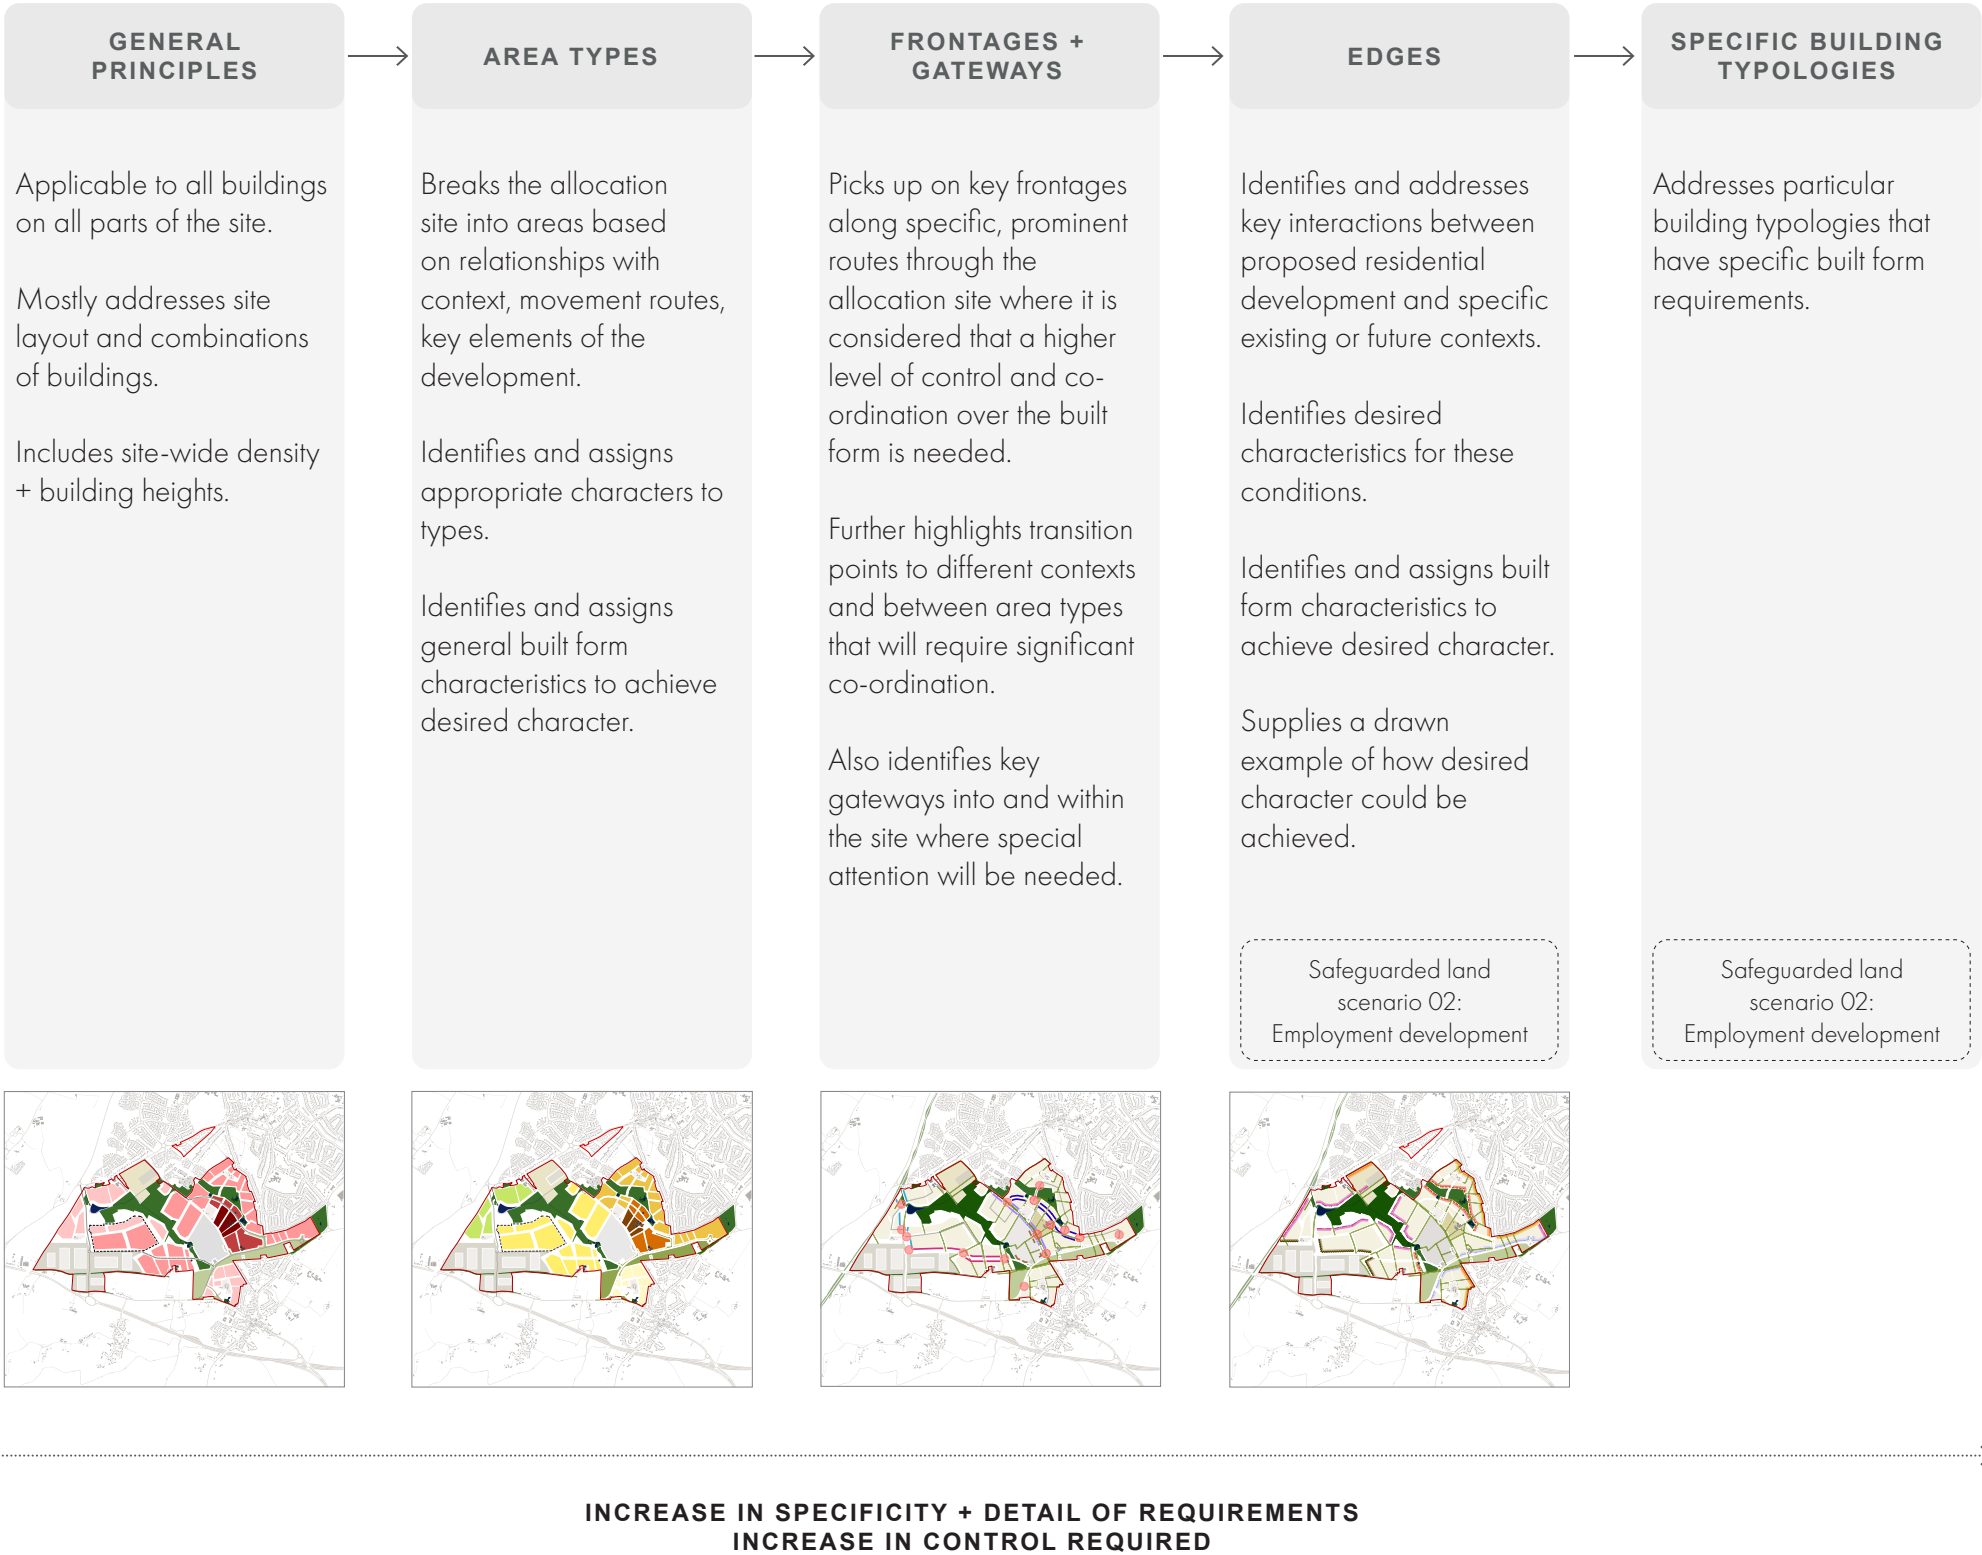 GENERAL
PRINCIPLES
Applicable to all buildings
on all parts of the site.
Mostly addresses site
layout and combinations
of buildings.
Includes site-wide density
+ building heights.
AREA TYPES
Breaks the allocation
site into areas based
on relationships with
context, movement routes,
key elements of the
development.
Identifies and assigns
appropriate characters to
types.
Identifies and assigns
general built form
characteristics to achieve
desired character.
FRONTAGES +
GATEWAYS
Picks up on key frontages
along specific, prominent
routes through the
allocation site where it is
considered that a higher
level of control and co-
ordination over the built
form is needed.
Further highlights transition
points to different contexts
and between area types
that will require significant
co-ordination.
Also identifies key
gateways into and within
the site where special
attention will be needed.
EDGES
Identifies and addresses
key interactions between
proposed residential
development and specific
existing or future contexts.
Identifies desired
characteristics for these
conditions.
Identifies and assigns built
form characteristics to
achieve desired character.
Supplies a drawn
example of how desired
character could be
achieved.
Safeguarded land
scenario 02:
Employment development
SPECIFIC BUILDING
TYPOLOGIES
Addresses particular
building typologies that
have specific built form
requirements.
Safeguarded land
scenario 02:
Employment development
INCREASE IN SPECIFICITY + DETAIL OF REQUIREMENTS
INCREASE IN CONTROL REQUIRED